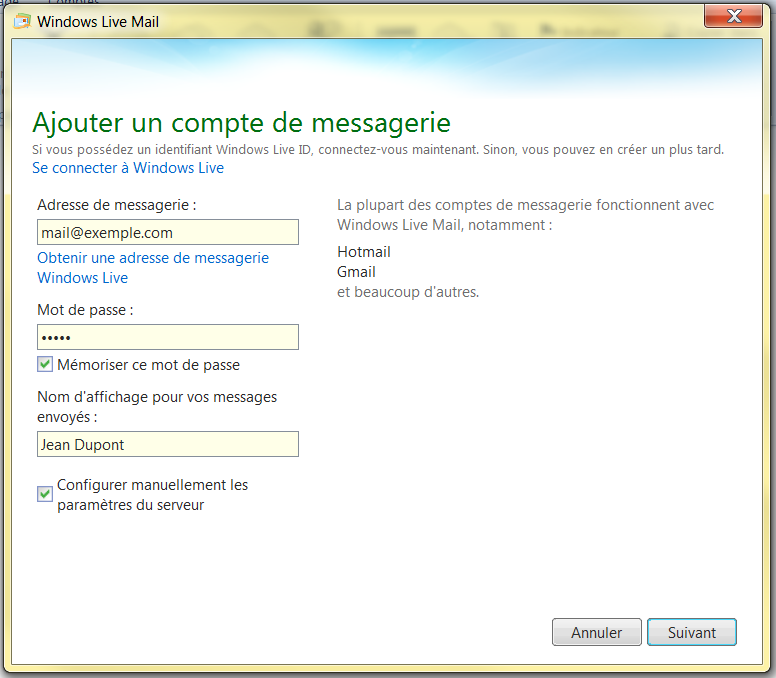 Windows Live Mail
Ajouter un compte de messagerie
Si vous possédez un identifiant Windows Live ID, connectez-vous maintenant. Sinon, vous pouvez en créer un plus tard.
Se connecter à Windows Live
Adresse de messagerie :
mail@exemple.com
Obtenir une adresse de messagerie
Windows Live
Mot de passe :
•••••
Mémoriser ce mot de passe
Nom d'affichage pour vos messages
envoyés :
Jean Dupont
Configurer manuellement les
paramètres du serveur
La plupart des comptes de messagerie fonctionnent avec
Windows Live Mail, notamment :
Hotmail
Gmail
et beaucoup d'autres.
Annuler
Suivant